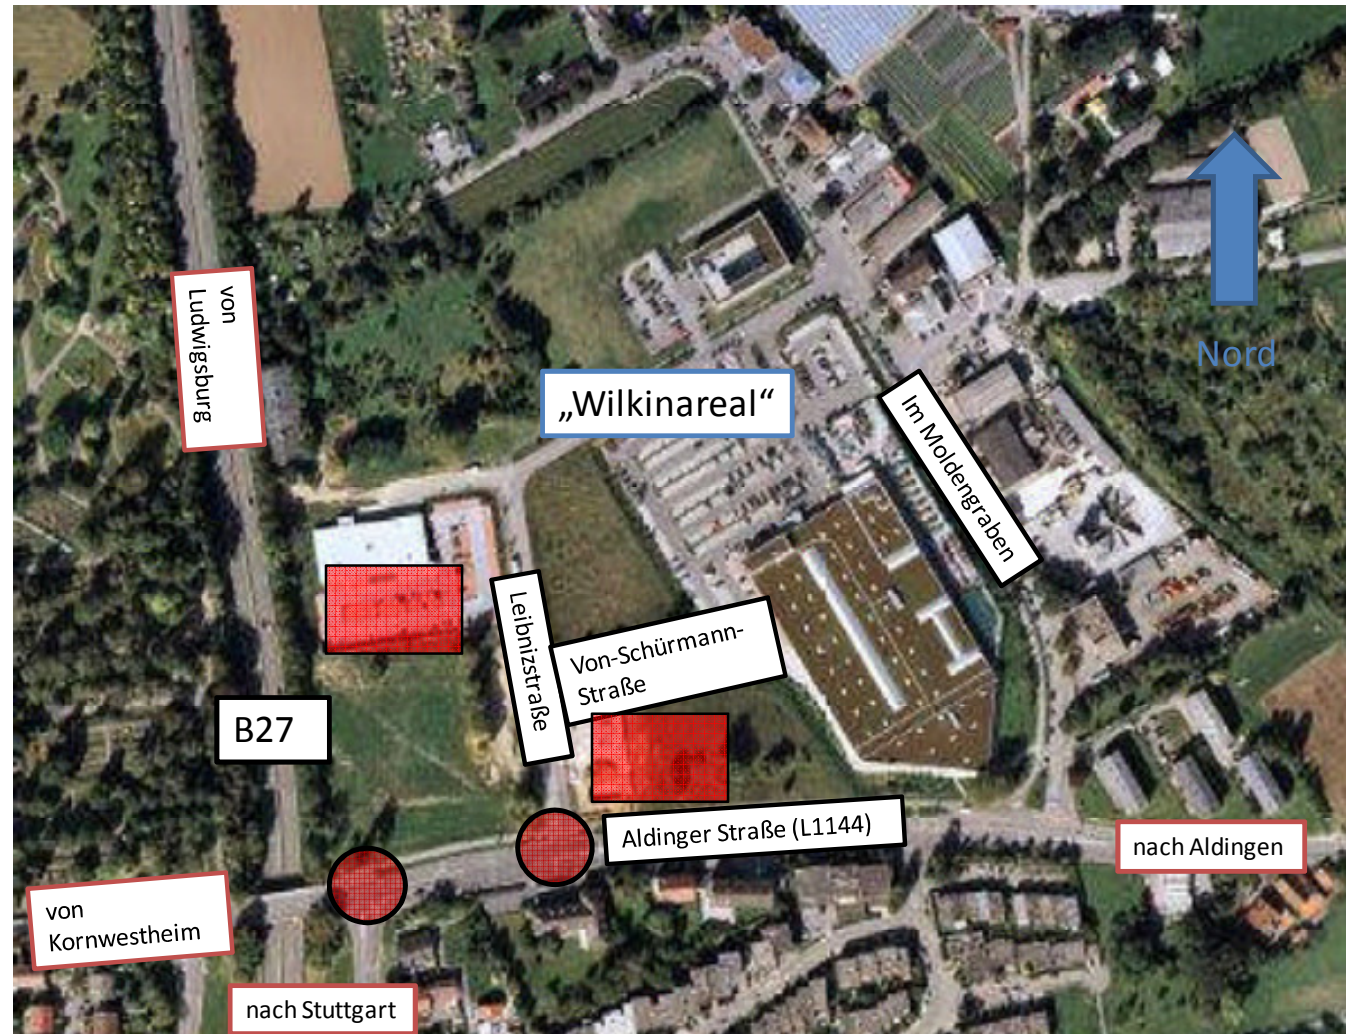 von
Ludwigsburg
Nord
„Wilkinareal“
Im Moldengraben
Leibnizstraße
Von-Schürmann-
Straße
B27
Aldinger Straße (L1144)
nach Aldingen
von
Kornwestheim
nach Stuttgart